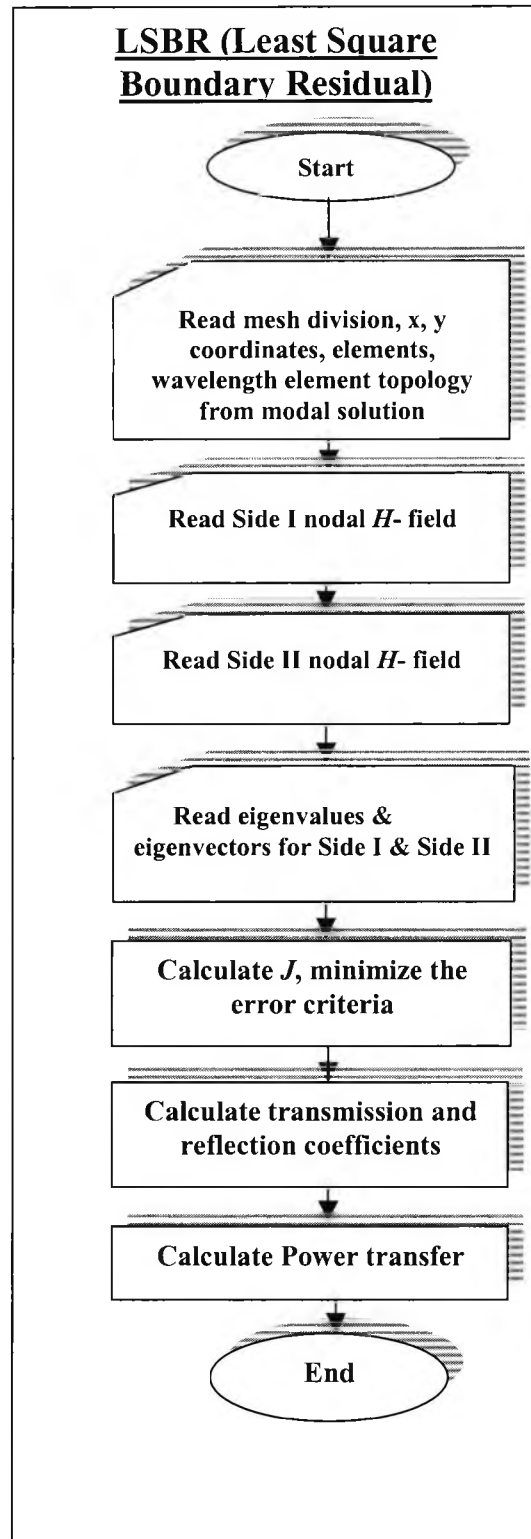 LSBR (Least Square
Boundary Residual)
Start
Read mesh division, x, y
coordinates, elements,
wavelength element topology
from modal solution
Read Side I nodal H- field
Read Side II nodal H- field
Read eigenvalues &
eigenvectors for Side I & Side II
Calculate J, minimize the
error criteria
Calculate transmission and
reflection coefficients
Calculate Power transfer
End